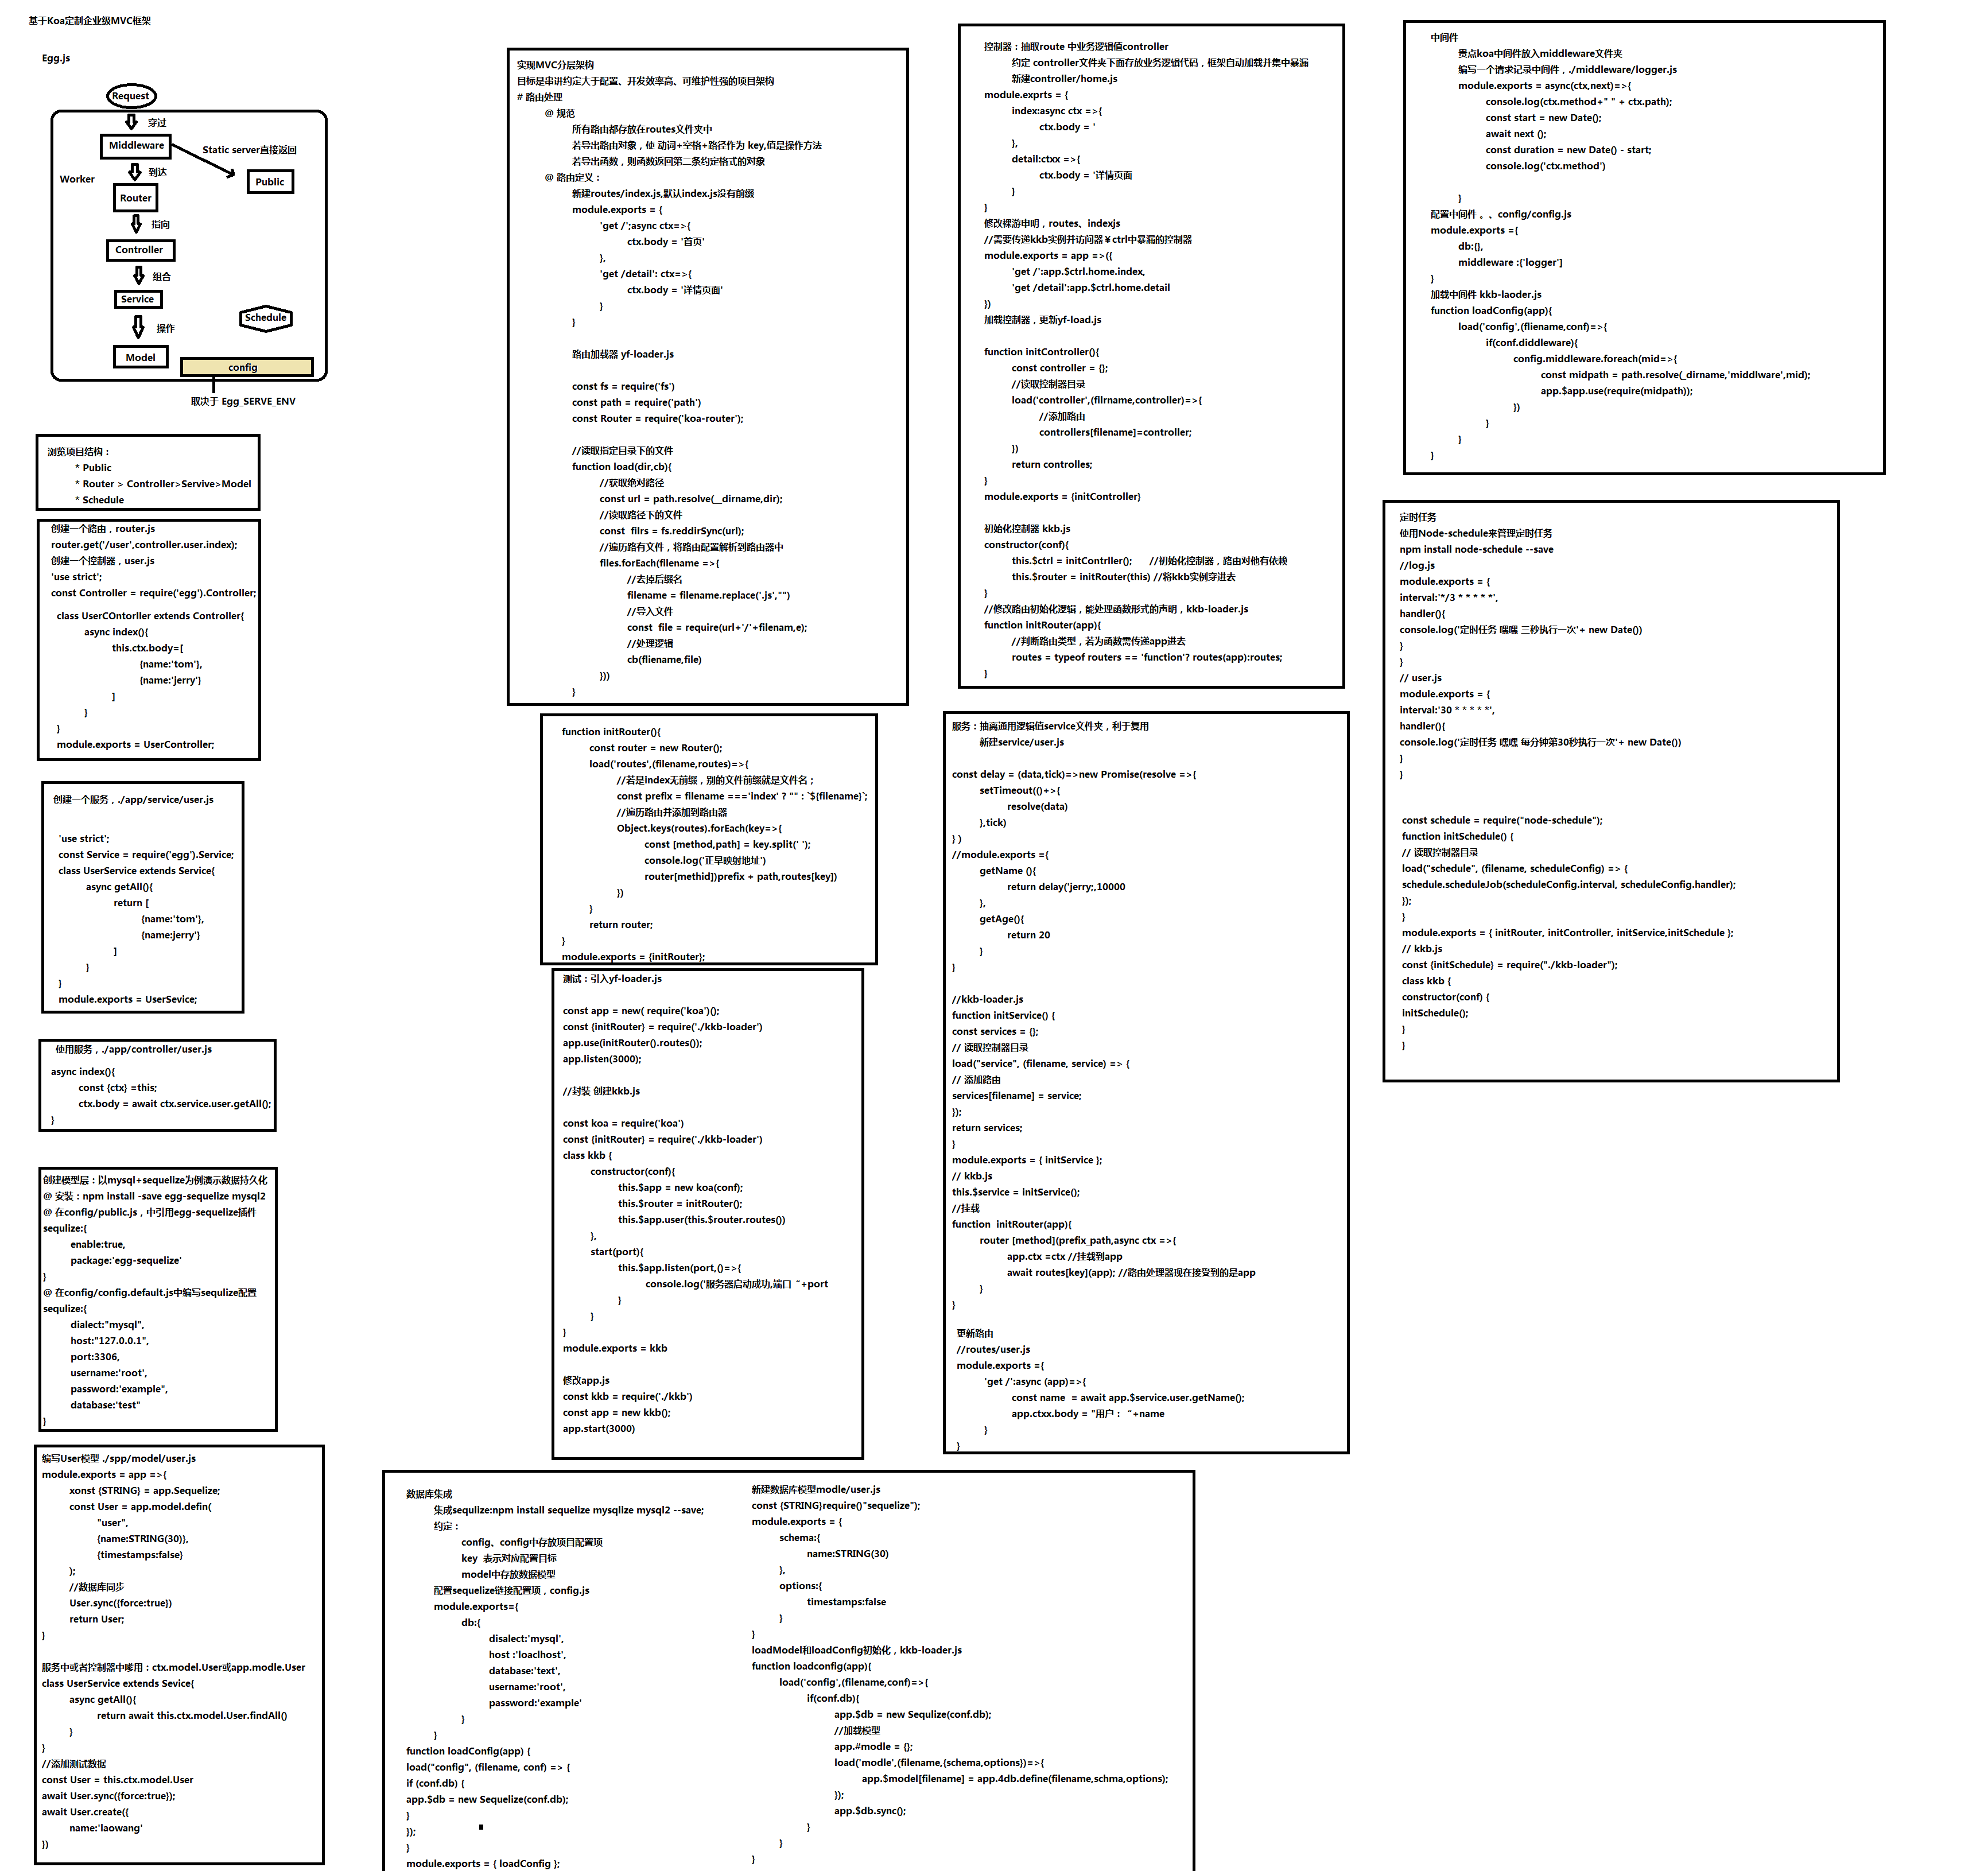 基于Koa定制企业级MVC框架
Egg.js
Request
穿过
Middleware
Static server直接返回
到达
Worker
Public
Router
指向
Controller
组合
Service
Schedule
操作
Model
config
取决于 Egg_SERVE_ENV
浏览项目结构：
* Public
* Router > Controller>Servive>Model
* Schedule
创建一个路由，router.js
router.get('/user',controller.user.index);
创建一个控制器，user.js
'use strict';
const Controller = require('egg').Controller;
class UserCOntorller extends Controller{
async index(){
this.ctx.body=[
{name:'tom'},
{name:'jerry'}
]
}
}
module.exports = UserController;
创建一个服务，./app/service/user.js
'use strict';
const Service = require('egg').Service;
class UserService extends Service{
async getAll(){
return [
{name:'tom'},
{name:jerry'}
]
}
}
module.exports = UserSevice;
使用服务，./app/controller/user.js
async index(){
const {ctx} =this;
ctx.body = await ctx.service.user.getAll();
}
创建模型层：以mysql+sequelize为例演示数据持久化
@ 安装：npm install -save egg-sequelize mysql2
@ 在config/public.js，中引用egg-sequelize插件
sequlize:{
enable:true,
package:'egg-sequelize'
}
@ 在config/config.default.js中编写sequlize配置
sequlize:{
dialect:"mysql",
host:"127.0.0.1",
port:3306,
username:'root',
password:'example",
database:'test"
}
编写User模型 ./spp/model/user.js
module.exports = app =>{
xonst {STRING} = app.Sequelize;
const User = app.model.defin(
"user",
{name:STRING(30)},
{timestamps:false}
);
//数据库同步
User.sync({force:true})
return User;
}
服务中或者控制器中嗲用：ctx.model.User或app.modle.User
class UserService extends Sevice{
async getAll(){
return await this.ctx.model.User.findAll()
}
}
//添加测试数据
const User = this.ctx.model.User
await User.sync({force:true});
await User.create({
name:'laowang'
})
实现MVC分层架构
目标是串讲约定大于配置、开发效率高、可维护性强的项目架构
# 路由处理
@ 规范
所有路由都存放在routes文件夹中
若导出路由对象，使 动词+空格+路径作为 key,值是操作方法
若导出函数，则函数返回第二条约定格式的对象
@ 路由定义：
新建routes/index.js,默认index.js没有前缀
module.exports = {
'get /';async ctx=>{
ctx.body = '首页'
},
'get /detail': ctx=>{
ctx.body = '详情页面'
}
}
路由加载器 yf-loader.js
const fs = require('fs')
const path = require('path')
const Router = require('koa-router');
//读取指定目录下的文件
function load(dir,cb){
//获取绝对路径
const url = path.resolve(__dirname,dir);
//读取路径下的文件
const filrs = fs.reddirSync(url);
//遍历路有文件，将路由配置解析到路由器中
files.forEach(filename =>{
//去掉后缀名
filename = filename.replace('.js',"")
//导入文件
const file = require(url+'/'+filenam,e);
//处理逻辑
cb(fliename,file)
}))
}
function initRouter(){
const router = new Router();
load('routes',(filename,routes)=>{
//若是index无前缀，别的文件前缀就是文件名；
const prefix = filename ==='index' ? "" : `${filename}`;
//遍历路由并添加到路由器
Object.keys(routes).forEach(key=>{
const [method,path] = key.split(' ');
console.log('正早映射地址')
router[methid])prefix + path,routes[key])
})
}
return router;
}
module.exports = {initRouter};
测试：引入yf-loader.js
const app = new( require('koa')();
const {initRouter} = require('./kkb-loader')
app.use(initRouter().routes());
app.listen(3000);
//封装 创建kkb.js
const koa = require('koa')
const {initRouter} = require('./kkb-loader')
class kkb {
constructor(conf){
this.$app = new koa(conf);
this.$router = initRouter();
this.$app.user(this.$router.routes())
},
start(port){
this.$app.listen(port,()=>{
console.log('服务器启动成功,端口 “+port
}
}
}
module.exports = kkb
修改app.js
const kkb = require('./kkb')
const app = new kkb();
app.start(3000)
控制器：抽取route 中业务逻辑值controller
约定 controller文件夹下面存放业务逻辑代码，框架自动加载并集中暴漏
新建controller/home.js
module.exprts = {
index:async ctx =>{
ctx.body = '
},
detail:ctxx =>{
ctx.body = '详情页面
}
}
修改裸游申明，routes、indexjs
//需要传递kkb实例并访问器￥ctrl中暴漏的控制器
module.exports = app =>({
'get /':app.$ctrl.home.index,
'get /detail':app.$ctrl.home.detail
})
加载控制器，更新yf-load.js
function initController(){
const controller = {};
//读取控制器目录
load('controller',(filrname,controller)=>{
//添加路由
controllers[filename]=controller;
})
return controlles;
}
module.exports = {initController}
初始化控制器 kkb.js
constructor(conf){
this.$ctrl = initContrller(); //初始化控制器，路由对他有依赖
this.$router = initRouter(this) //将kkb实例穿进去
}
//修改路由初始化逻辑，能处理函数形式的声明，kkb-loader.js
function initRouter(app){
//判断路由类型，若为函数需传递app进去
routes = typeof routers == 'function'? routes(app):routes;
}
服务：抽离通用逻辑值service文件夹，利于复用
新建service/user.js
const delay = (data,tick)=>new Promise(resolve =>{
setTimeout(()+>{
resolve(data)
},tick)
} )
//module.exports ={
getName (){
return delay('jerry;,10000
},
getAge(){
return 20
}
}
//kkb-loader.js
function initService() {
const services = {};
// 读取控制器目录
load("service", (filename, service) => {
// 添加路由
services[filename] = service;
});
return services;
}
module.exports = { initService };
// kkb.js
this.$service = initService();
//挂载
function initRouter(app){
router [method](prefix_path,async ctx =>{
app.ctx =ctx //挂载到app
await routes[key](app); //路由处理器现在接受到的是app
}
}
更新路由
//routes/user.js
module.exports ={
'get /':async (app)=>{
const name = await app.$service.user.getName();
app.ctxx.body = "用户： “+name
}
}
数据库集成
集成sequlize:npm install sequelize mysqlize mysql2 --save;
约定：
config、config中存放项目配置项
key 表示对应配置目标
model中存放数据模型
配置sequelize链接配置项，config.js
module.exports={
db:{
disalect:'mysql',
host :'loaclhost',
database:'text',
username:'root',
password:'example'
}
}
function loadConfig(app) {
load("config", (filename, conf) => {
if (conf.db) {
app.$db = new Sequelize(conf.db);
}
});
}
module.exports = { loadConfig };
新建数据库模型modle/user.js
const {STRING}require()"sequelize");
module.exports = {
schema:{
name:STRING(30)
},
options:{
timestamps:false
}
}
loadModel和loadConfig初始化，kkb-loader.js
function loadconfig(app){
load('config',(filename,conf)=>{
if(conf.db){
app.$db = new Sequlize(conf.db);
//加载模型
app.#modle = {};
load('modle',(filename,{schema,options})=>{
app.$model[filename] = app.4db.define(filename,schma,options);
});
app.$db.sync();
}
}
}
中间件
贵点koa中间件放入middleware文件夹
编写一个请求记录中间件，./middleware/logger.js
module.exports = async(ctx,next)=>{
console.log(ctx.method+" " + ctx.path);
const start = new Date();
await next ();
const duration = new Date() - start;
console.log('ctx.method')
}
配置中间件 。、config/config.js
module.exports ={
db:{},
middleware :{'logger']
}
加载中间件 kkb-laoder.js
function loadConfig(app){
load('config',(fliename,conf)=>{
if(conf.diddleware){
config.middleware.foreach(mid=>{
const midpath = path.resolve(_dirname,'middlware',mid);
app.$app.use(require(midpath));
})
}
}
}
定时任务
使用Node-schedule来管理定时任务
npm install node-schedule --save
//log.js
module.exports = {
interval:'*/3 * * * * *',
handler(){
console.log('定时任务 嘿嘿 三秒执行一次'+ new Date())
}
}
// user.js
module.exports = {
interval:'30 * * * * *',
handler(){
console.log('定时任务 嘿嘿 每分钟第30秒执行一次'+ new Date())
}
}
const schedule = require("node-schedule");
function initSchedule() {
// 读取控制器目录
load("schedule", (filename, scheduleConfig) => {
schedule.scheduleJob(scheduleConfig.interval, scheduleConfig.handler);
});
}
module.exports = { initRouter, initController, initService,initSchedule };
// kkb.js
const {initSchedule} = require("./kkb-loader");
class kkb {
constructor(conf) {
initSchedule();
}
}